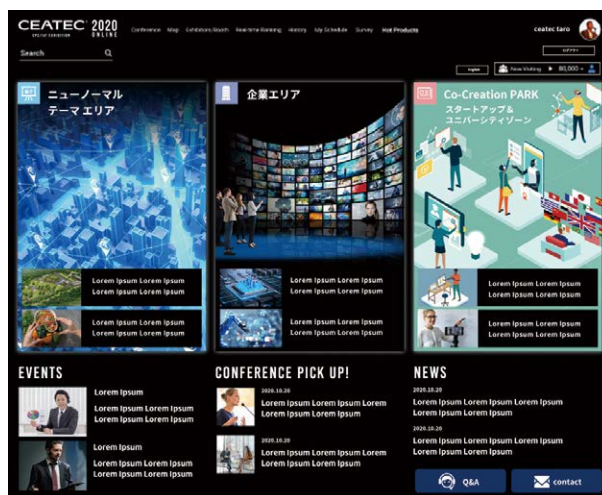 CEATEC 2020
ONLINE
Conference Map Exhibitors/Booth Real-time Ranking History My Schedule Survey Hot Products
ceatec taro
Search
ログアウト
English
Now Visiting 80,000
ニューノーマル
テーマエリア
企業エリア
Co-Creation PARK
スタートアップ&
ユニバーシティゾーン
Lorem Ipsum Lorem Ipsum
Lorem Ipsum Lorem Ipsum
Lorem Ipsum Lorem Ipsum
Lorem Ipsum Lorem Ipsum
Lorem Ipsum Lorem Ipsum
Lorem Ipsum Lorem Ipsum
Lorem Ipsum Lorem Ipsum
Lorem Ipsum Lorem Ipsum
Lorem Ipsum Lorem Ipsum
Lorem Ipsum Lorem Ipsum
Lorem Ipsum Lorem Ipsum
Lorem Ipsum Lorem Ipsum
EVENTS
Lorem Ipsum
Lorem Ipsum Lorem Ipsum
Lorem Ipsum Lorem Ipsum
Lorem Ipsum
Lorem Ipsum Lorem Ipsum
Lorem Ipsum Lorem Ipsum
CONFERENCE PICK UP!
2020.10.20
Lorem Ipsum Lorem Ipsum Lorem
Lorem Ipsum Lorem Ipsum
2020.10.20
Lorem Ipsum Lorem Ipsum Lorem
Lorem Ipsum Lorem Ipsum
NEWS
2020.10.20
Lorem Ipsum Lorem Ipsum Lorem Ipsum
Lorem Ipsum Lorem Ipsum
2020.10.20
Lorem Ipsum Lorem Ipsum Lorem Ipsum
Lorem Ipsum Lorem Ipsum
Q&A
contact